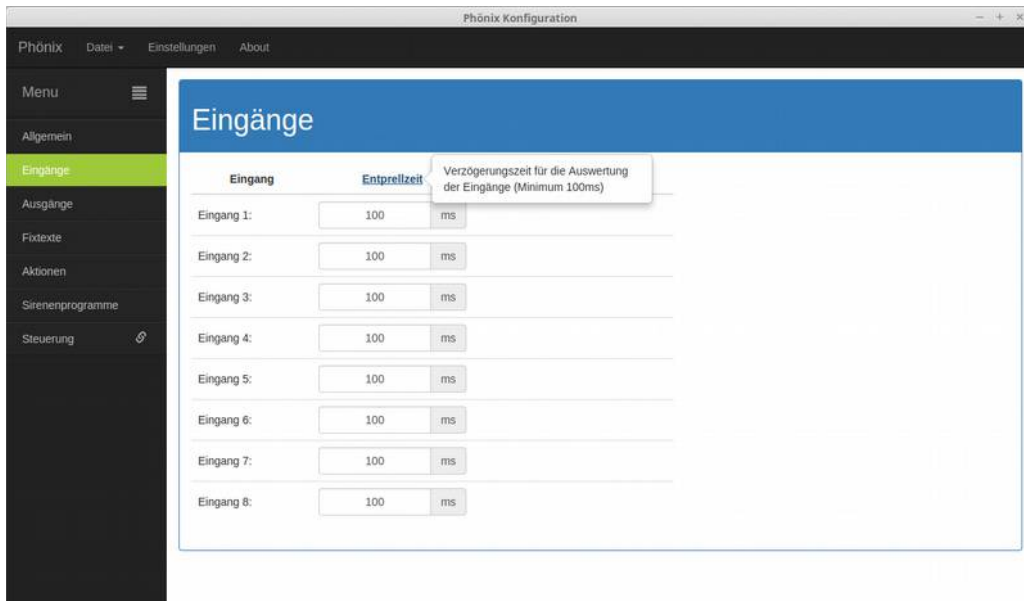 Phönix Konfiguration
Phönix Datei Einstellungen About
Menu
Allgemein
Eingänge
Ausgänge
Fixtexte
Aktionen
Sirenenprogramme
Steuerung
Eingänge
Eingang Entprellzeit
Verzögerungszeit für die Auswertung
der Eingänge (Minimum 100ms)
Eingang 1: 100 ms
Eingang 2: 100 ms
Eingang 3: 100 ms
Eingang 4: 100 ms
Eingang 5: 100 ms
Eingang 6: 100 ms
Eingang 7: 100 ms
Eingang 8: 100 ms